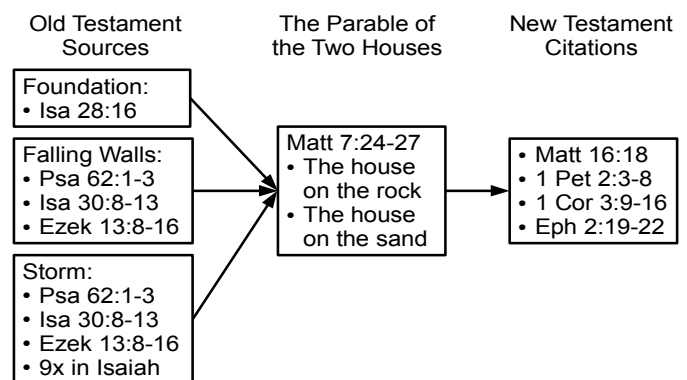 Old Testament
Sources
The Parable of
the Two Houses
New Testament
Citations
Foundation:
• Isa 28:16
Falling Walls:
• Psa 62:1-3
• Isa 30:8-13
• Ezek 13:8-16
Storm:
• Psa 62:1-3
• Isa 30:8-13
• Ezek 13:8-16
• 9x in Isaiah
Matt 7:24-27
• The house
on the rock
• The house
on the sand
• Matt 16:18
• 1 Pet 2:3-8
• 1 Cor 3:9-16
• Eph 2:19-22